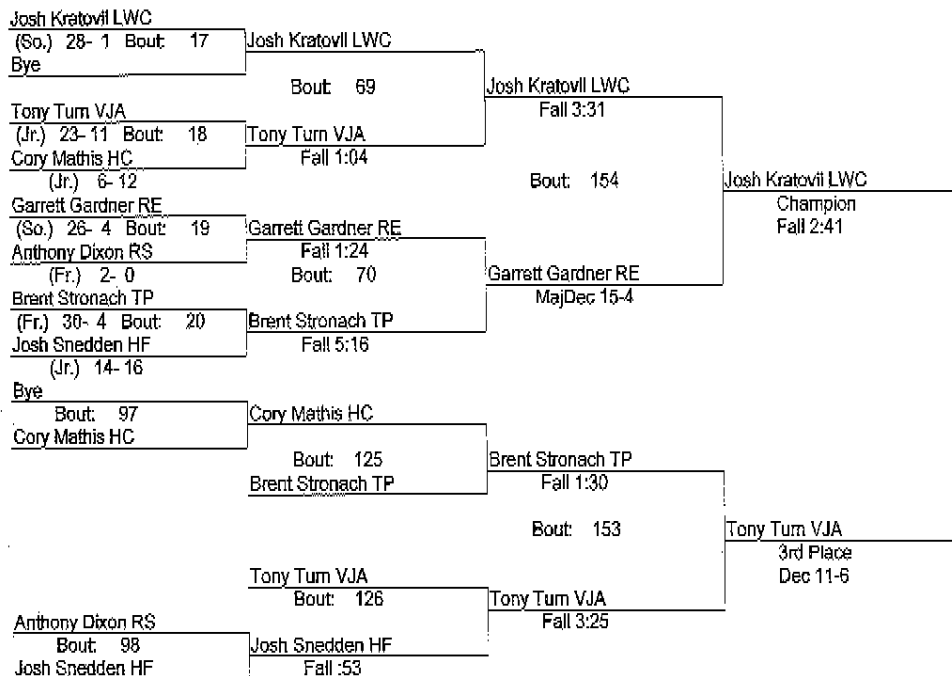 Josh Kratovil LWC
(So.) 28- 1 Bout: 17
Bye
Josh Kratovil LWC
Bout: 69
Tony Turn VJA
(Jr.) 23- 11 Bout: 18
Cory Mathis HC
(Jr.) 6- 12
Tony Turn VJA
Fall 1:04
Josh Kratovil LWC
Fall 3:31
Garrett Gardner RE
(So.) 26- 4 Bout: 19
Anthony Dixon RS
(Fr.) 2- 0
Garrett Gardner RE
Fall 1:24
Bout: 70
Brent Stronach TP
(Fr.) 30- 4 Bout: 20
Josh Snedden HF
(Jr.) 14- 16
Brent Stronach TP
Fall 5:16
Garrett Gardner RE
MajDec 15-4
Bout: 154
Josh Kratovil LWC
Champion
Fall 2:41
Bye
Bout: 97
Cory Mathis HC
Cory Mathis HC
Bout: 125
Brent Stronach TP
Brent Stronach TP
Fall 1:30
Bout: 153
Tony Turn VJA
3rd Place
Dec 11-6
Tony Turn VJA
Bout: 126
Tony Turn VJA
Fall 3:25
Anthony Dixon RS
Bout: 98
Josh Snedden HF
Josh Snedden HF
Fall :53